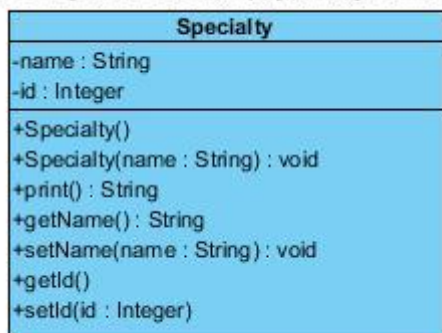 Specialty
-name : String
-id : Integer
+Specialty()
+Specialty(name : String) : void
+print() : String
+getName() : String
+setName(name : String) : void
+getId()
+setId(id : Integer)